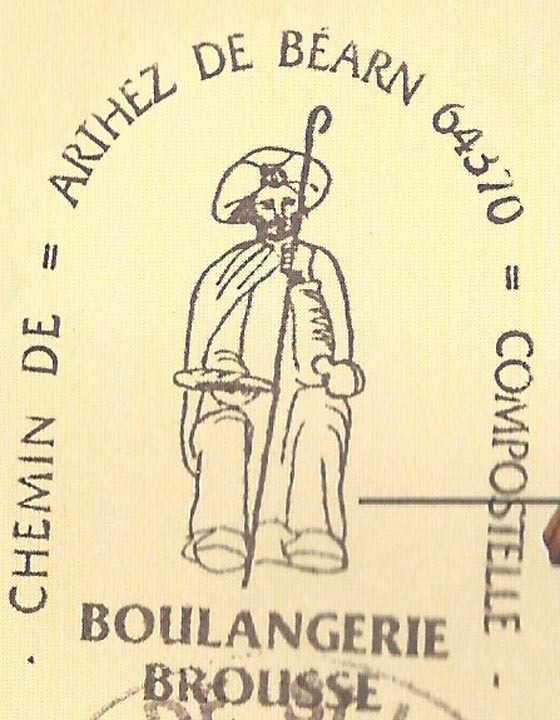 · CHEMIN DE = ARTHEZ DE BÉARN 64370 = COMPOSTELLE -
BOULANGERIE
BROUSSE